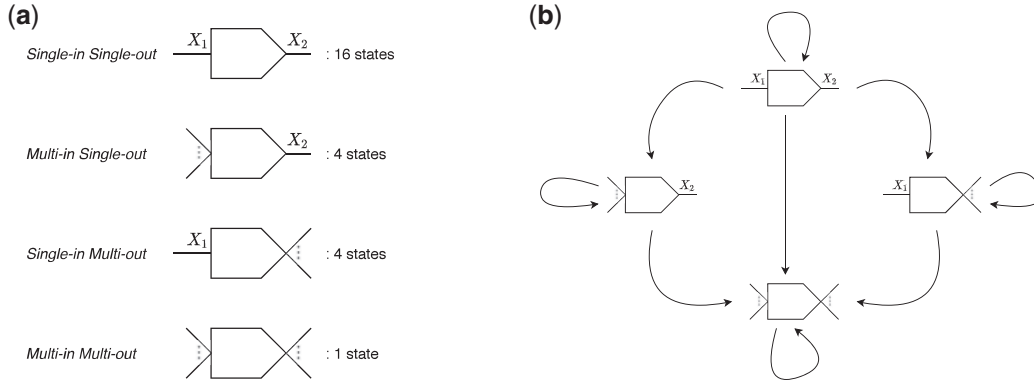 (a)
Single-in Single-out X₁ X₂ : 16 states
Multi-in Single-out X₂ : 4 states
Single-in Multi-out X₁ : 4 states
Multi-in Multi-out : 1 state
(b)
X₁ X₂
X₂
X₁